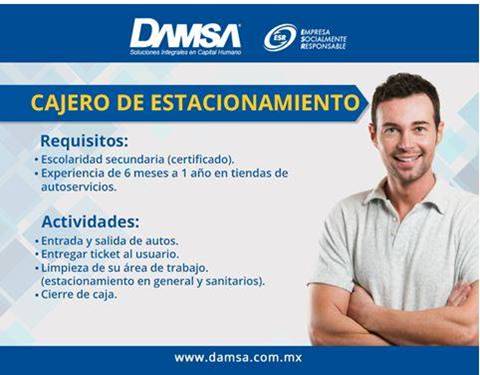 DAMSA
Soluciones Integrales en Capital Humano
ESR
EMPRESA
SOCIALMENTE
RESPONSABLE
CAJERO DE ESTACIONAMIENTO
Requisitos:
• Escolaridad secundaria (certificado).
• Experiencia de 6 meses a 1 año en tiendas de
autoservicios.
Actividades:
• Entrada y salida de autos.
• Entregar ticket al usuario.
• Limpieza de su área de trabajo.
(estacionamiento en general y sanitarios).
• Cierre de caja.
www.damsa.com.mx